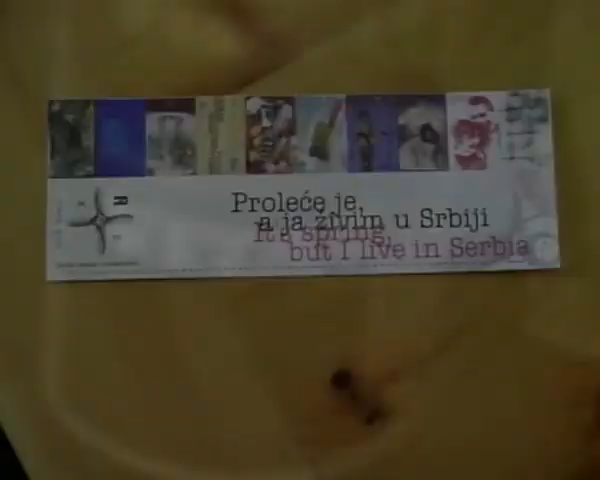 Proleće je,
a ja živim u Srbiji
It's spring,
but I live in Serbia